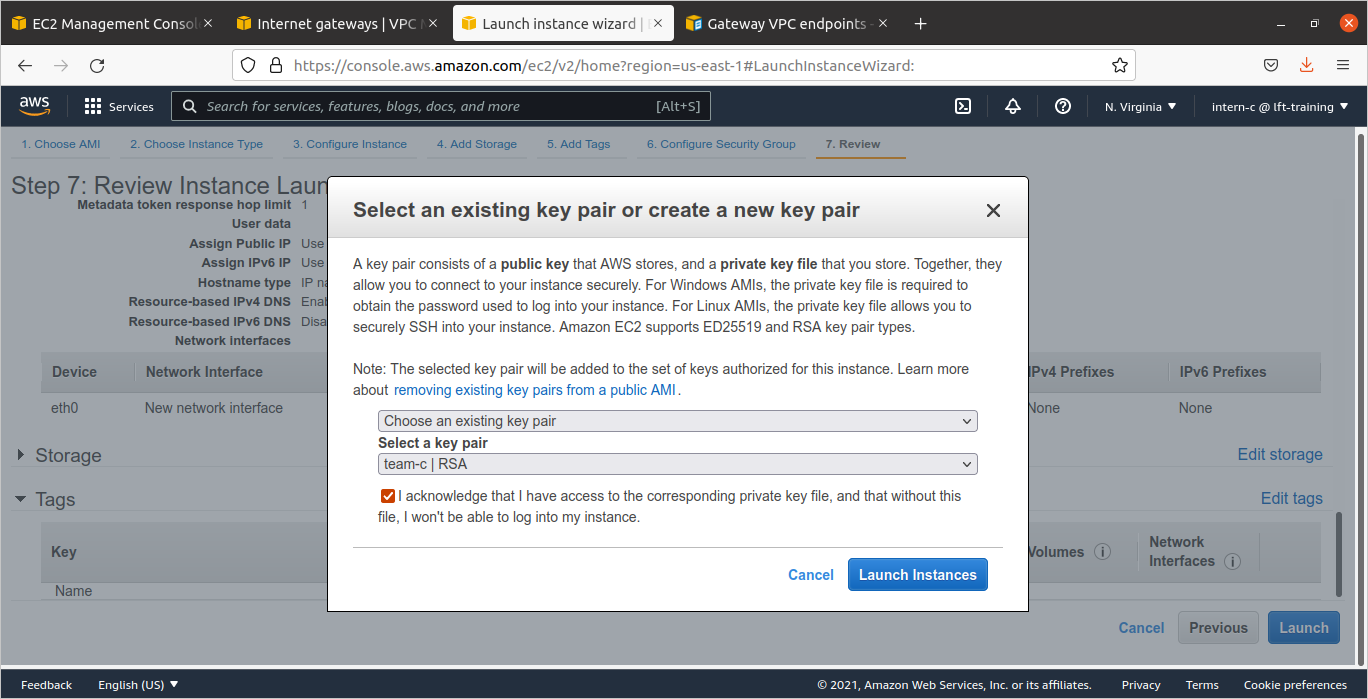 EC2 Management Consol
Internet gateways | VPC M
Launch instance wizard |
Gateway VPC endpoints -
https://console.aws.amazon.com/ec2/v2/home?region=us-east-1#LaunchInstanceWizard:
aws
Services
Search for services, features, blogs, docs, and more
[Alt+S]
N. Virginia
intern-c @ lft-training
1. Choose AMI
2. Choose Instance Type
3. Configure Instance
4. Add Storage
5. Add Tags
6. Configure Security Group
7. Review
Step 7: Review Instance Laun
Metadata token response hop limit 1
User data
Assign Public IP Use
Assign IPv6 IP Use
Hostname type IP na
Resource-based IPv4 DNS Enab
Resource-based IPv6 DNS Disa
Network interfaces
Device
Network Interface
IPv4 Prefixes
IPv6 Prefixes
eth0
New network interface
None
None
Storage
Edit storage
Tags
Edit tags
Key
Volumes
Network
Interfaces
Name
Select an existing key pair or create a new key pair
A key pair consists of a public key that AWS stores, and a private key file that you store. Together, they
allow you to connect to your instance securely. For Windows AMIs, the private key file is required to
obtain the password used to log into your instance. For Linux AMIs, the private key file allows you to
securely SSH into your instance. Amazon EC2 supports ED25519 and RSA key pair types.
Note: The selected key pair will be added to the set of keys authorized for this instance. Learn more
about removing existing key pairs from a public AMI.
Choose an existing key pair
Select a key pair
team-c | RSA
I acknowledge that I have access to the corresponding private key file, and that without this
file, I won't be able to log into my instance.
Cancel
Launch Instances
Cancel
Previous
Launch
Feedback
English (US)
© 2021, Amazon Web Services, Inc. or its affiliates.
Privacy
Terms
Cookie preferences